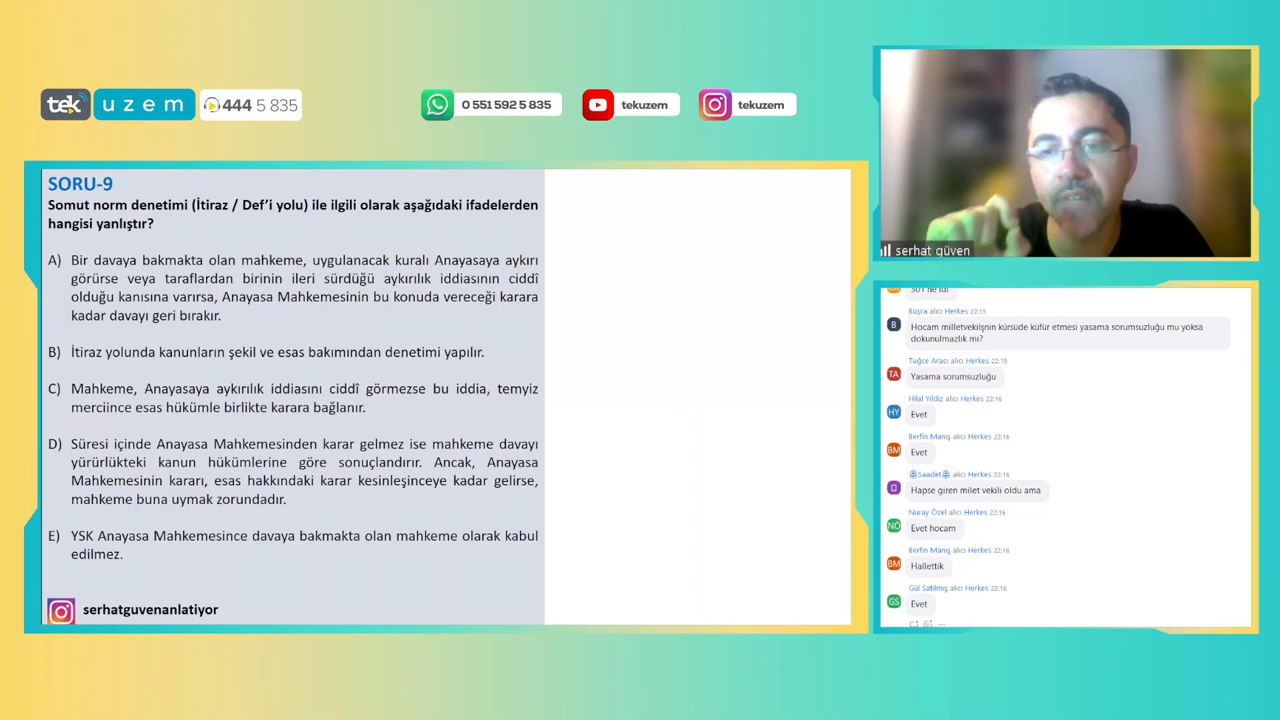 tek uzem 444 5 835
0 551 592 5 835
tekuzem
tekuzem
SORU-9
Somut norm denetimi (İtiraz / Def'i yolu) ile ilgili olarak aşağıdaki ifadelerden
hangisi yanlıştır?
A) Bir davaya bakmakta olan mahkeme, uygulanacak kuralı Anayasaya aykırı
görürse veya taraflardan birinin ileri sürdüğü aykırılık iddiasının ciddî
olduğu kanısına varırsa, Anayasa Mahkemesinin bu konuda vereceği karara
kadar davayı geri bırakır.
B) İtiraz yolunda kanunların şekil ve esas bakımından denetimi yapılır.
C) Mahkeme, Anayasaya aykırılık iddiasını ciddî görmezse bu iddia, temyiz
merciince esas hükümle birlikte karara bağlanır.
D) Süresi içinde Anayasa Mahkemesinden karar gelmez ise mahkeme davayı
yürürlükteki kanun hükümlerine göre sonuçlandırır. Ancak, Anayasa
Mahkemesinin kararı, esas hakkındaki karar kesinleşinceye kadar gelirse,
mahkeme buna uymak zorundadır.
E) YSK Anayasa Mahkemesince davaya bakmakta olan mahkeme olarak kabul
edilmez.
serhatguvenanlatiyor
serhat güven
Büşra alıcı Herkes 22:15
B
Hocam milletvekilşnin kürsüde küfür etmesi yasama sorumsuzluğu mu yoksa
dokunulmazlık mı?
Tuğçe Aracı alıcı Herkes 22:15
TA
Yasama sorumsuzluğu
Hilal Yıldız alıcı Herkes 22:16
HY
Evet
Berfin Manış alıcı Herkes 22:16
BM
Evet
Saadet alıcı Herkes 22:16
Hapse giren milet vekili oldu ama
Nuray Özel alıcı Herkes 22:16
NÖ
Evet hocam
Berfin Manış alıcı Herkes 22:16
BM
Hallettik
Gül Satılmış alıcı Herkes 22:16
GS
Evet